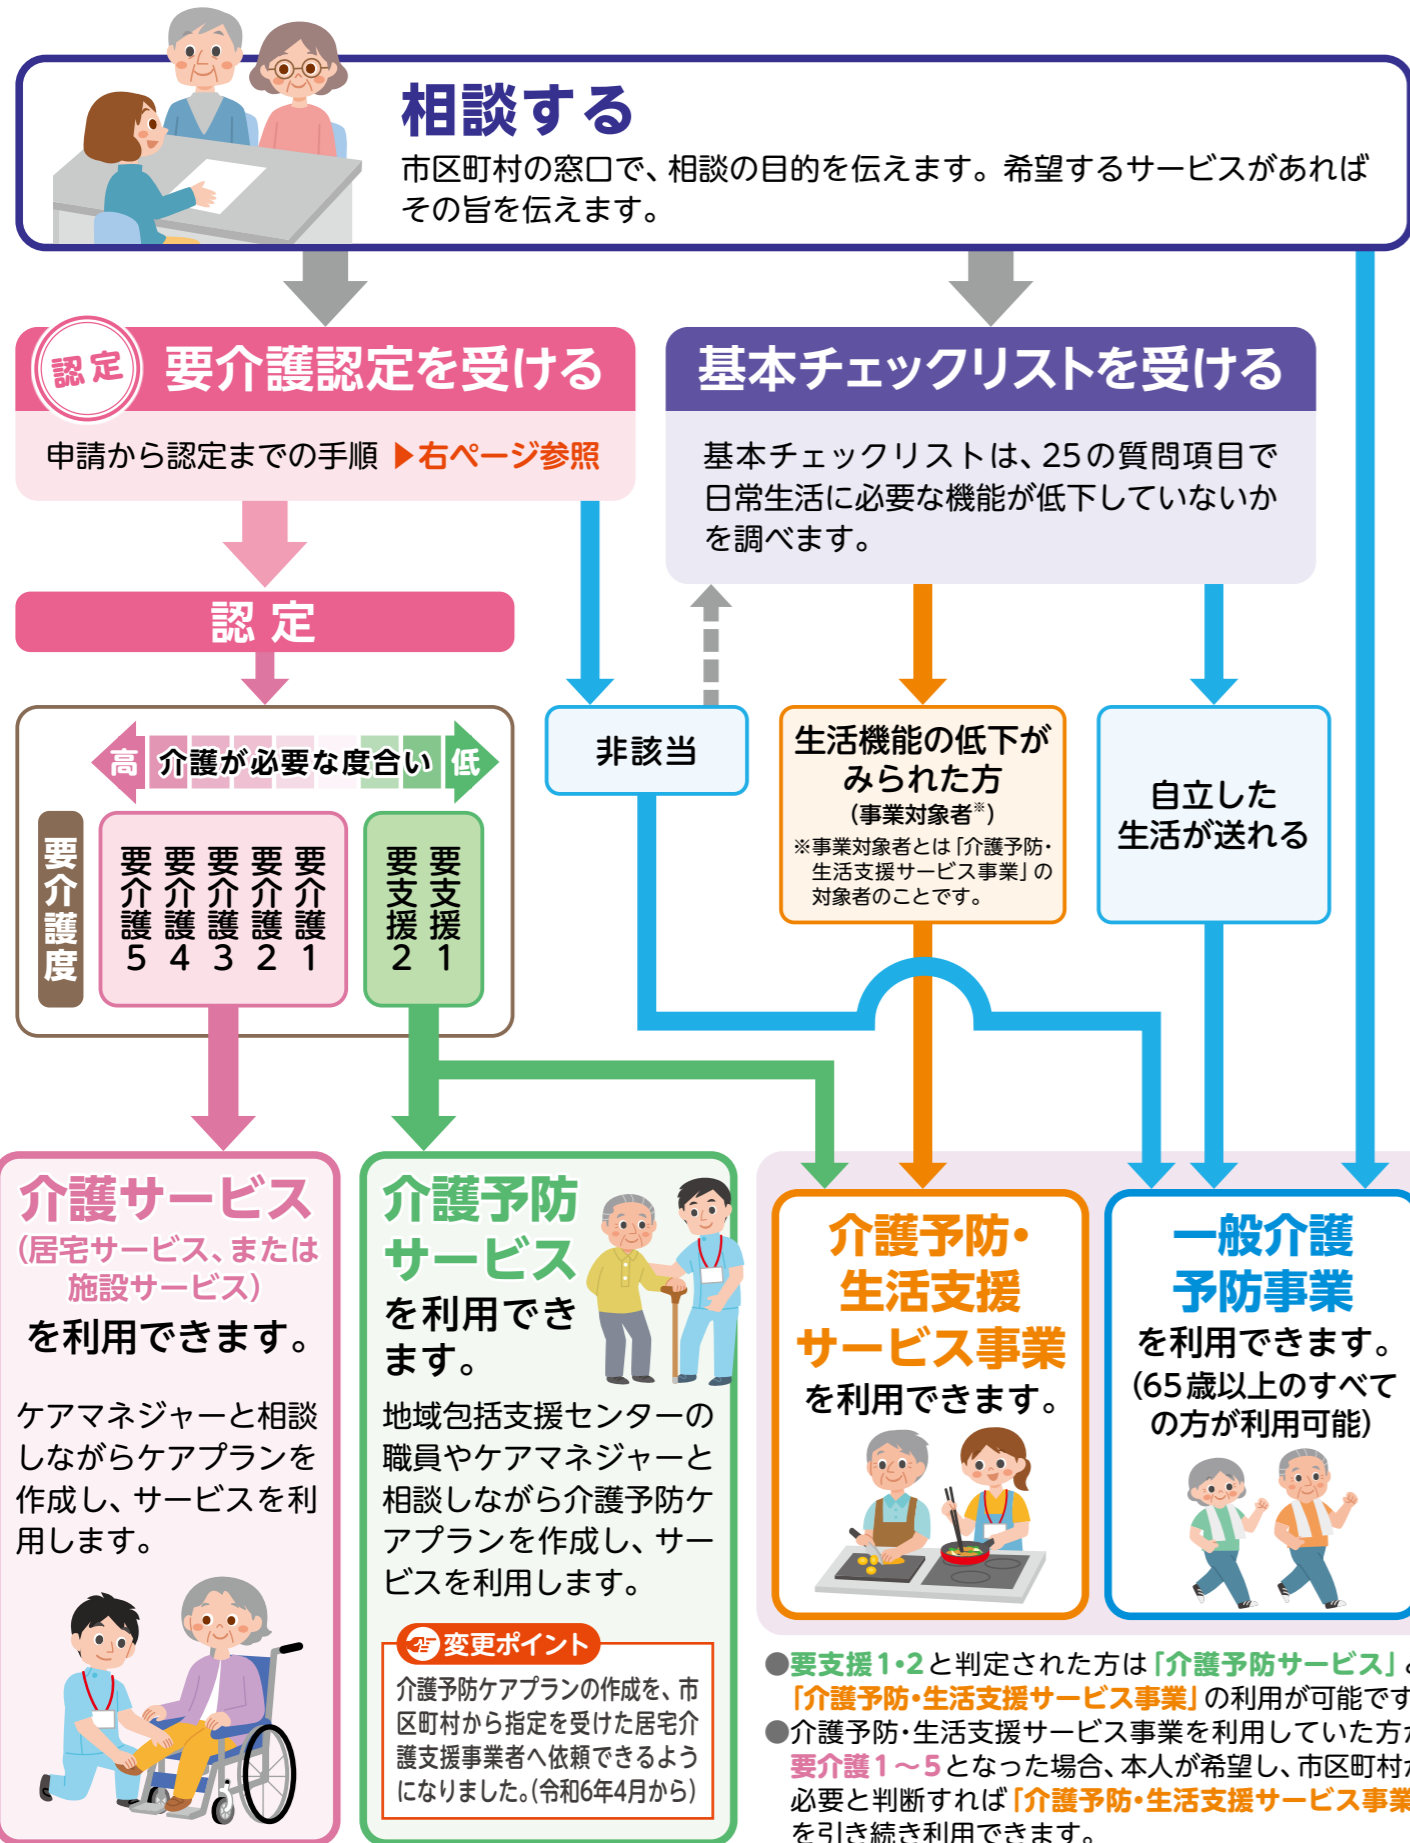 相談する
市区町村の窓口で、相談の目的を伝えます。希望するサービスがあれば
その旨を伝えます。
認定
要介護認定を受ける
申請から認定までの手順 ▶右ページ参照
基本チェックリストを受ける
基本チェックリストは、25の質問項目で
日常生活に必要な機能が低下していないか
を調べます。
認定
高 介護が必要な度合い 低
要介護度
要介護5
要介護4
要介護3
要介護2
要介護1
要支援2
要支援1
非該当
生活機能の低下が
みられた方
(事業対象者※)
※事業対象者とは「介護予防・
生活支援サービス事業」の
対象者のことです。
自立した
生活が送れる
介護サービス
(居宅サービス、または
施設サービス)
を利用できます。
ケアマネジャーと相談
しながらケアプランを
作成し、サービスを利
用します。
介護予防
サービス
を利用でき
ます。
地域包括支援センターの
職員やケアマネジャーと
相談しながら介護予防ケ
アプランを作成し、サー
ビスを利用します。
変更ポイント
介護予防ケアプランの作成を、市
区町村から指定を受けた居宅介
護支援事業者へ依頼できるよう
になりました。(令和6年4月から)
介護予防・
生活支援
サービス事業
を利用できます。
一般介護
予防事業
を利用できます。
(65歳以上のすべて
の方が利用可能)
●要支援1・2と判定された方は「介護予防サービス」
「介護予防・生活支援サービス事業」の利用が可能です
●介護予防・生活支援サービス事業を利用していた方
要介護1〜5となった場合、本人が希望し、市区町村
必要と判断すれば「介護予防・生活支援サービス事業
を引き続き利用できます。